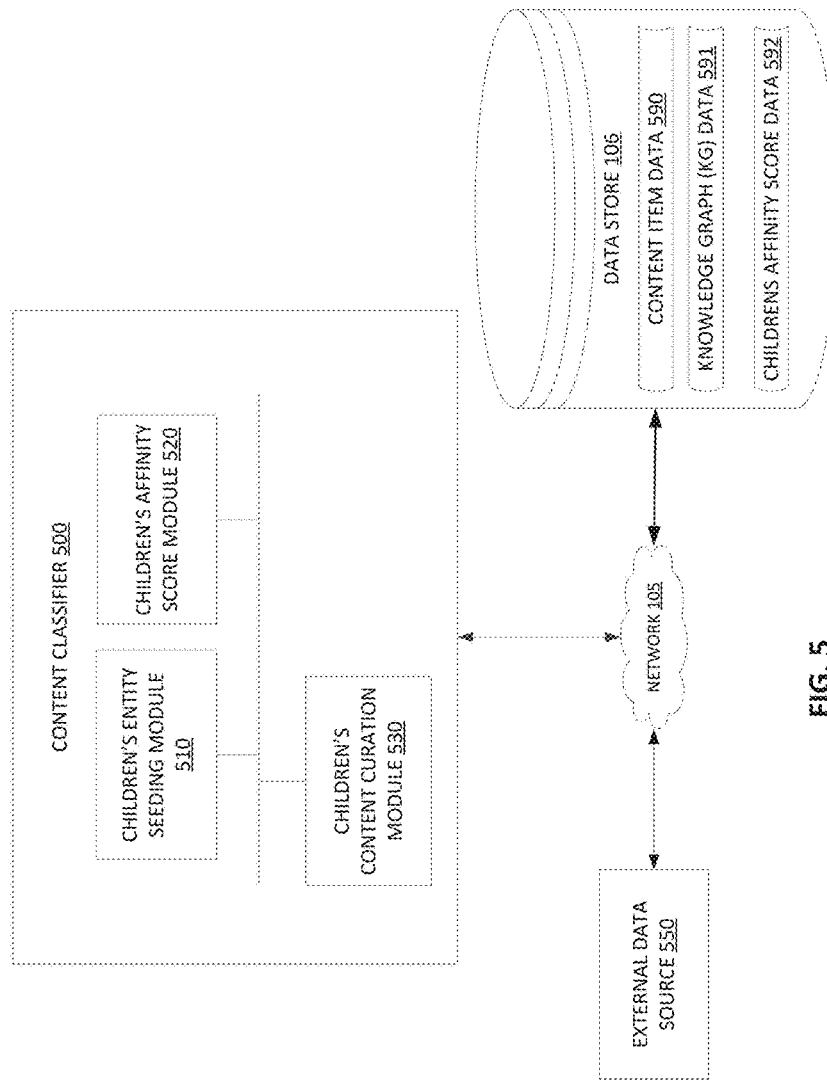 CONTENT CLASSIFIER 500
CHILDREN'S ENTITY
SEEDING MODULE
510
CHILDREN'S AFFINITY
SCORE MODULE 520
CHILDREN'S
CONTENT CURATION
MODULE 530
EXTERNAL DATA
SOURCE 550
NETWORK 105
DATA STORE 106
CONTENT ITEM DATA 590
KNOWLEDGE GRAPH (KG) DATA 591
CHILDRENS AFFINITY SCORE DATA 592
FIG. 5